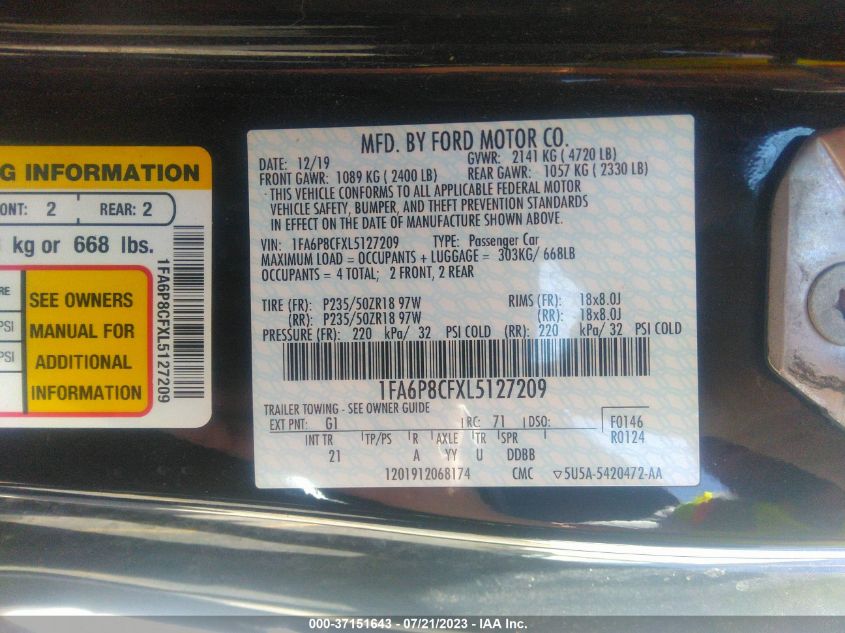 MFD. BY FORD MOTOR CO.
DATE: 12/19 GVWR: 2141 KG ( 4720 LB)
FRONT GAWR: 1089 KG ( 2400 LB) REAR GAWR: 1057 KG ( 2330 LB)
THIS VEHICLE CONFORMS TO ALL APPLICABLE FEDERAL MOTOR
VEHICLE SAFETY, BUMPER, AND THEFT PREVENTION STANDARDS
IN EFFECT ON THE DATE OF MANUFACTURE SHOWN ABOVE.
VIN: 1FA6P8CFXL5127209 TYPE: Passenger Car
MAXIMUM LOAD = OCCUPANTS + LUGGAGE = 303KG/ 668LB
OCCUPANTS = 4 TOTAL; 2 FRONT, 2 REAR
TIRE (FR): P235/50ZR18 97W RIMS (FR): 18x8.0J
(RR): P235/50ZR18 97W (RR): 18x8.0J
PRESSURE (FR): 220 kPa/ 32 PSI COLD (RR): 220 kPa/ 32 PSI COLD
1FA6P8CFXL5127209
TRAILER TOWING - SEE OWNER GUIDE
EXT PNT: G1 RC: 71 DSO: F0146
R0124
INT TR TP/PS R AXLE TR SPR
21 A YY U DDBB
1201912068174 CMC ▽5U5A-5420472-AA
G INFORMATION
ONT: 2 REAR: 2
kg or 668 lbs.
RE
PSI
PSI
SEE OWNERS
MANUAL FOR
ADDITIONAL
INFORMATION
1FA6P8CFXL5127209
000-37151643 - 07/21/2023 - IAA Inc.